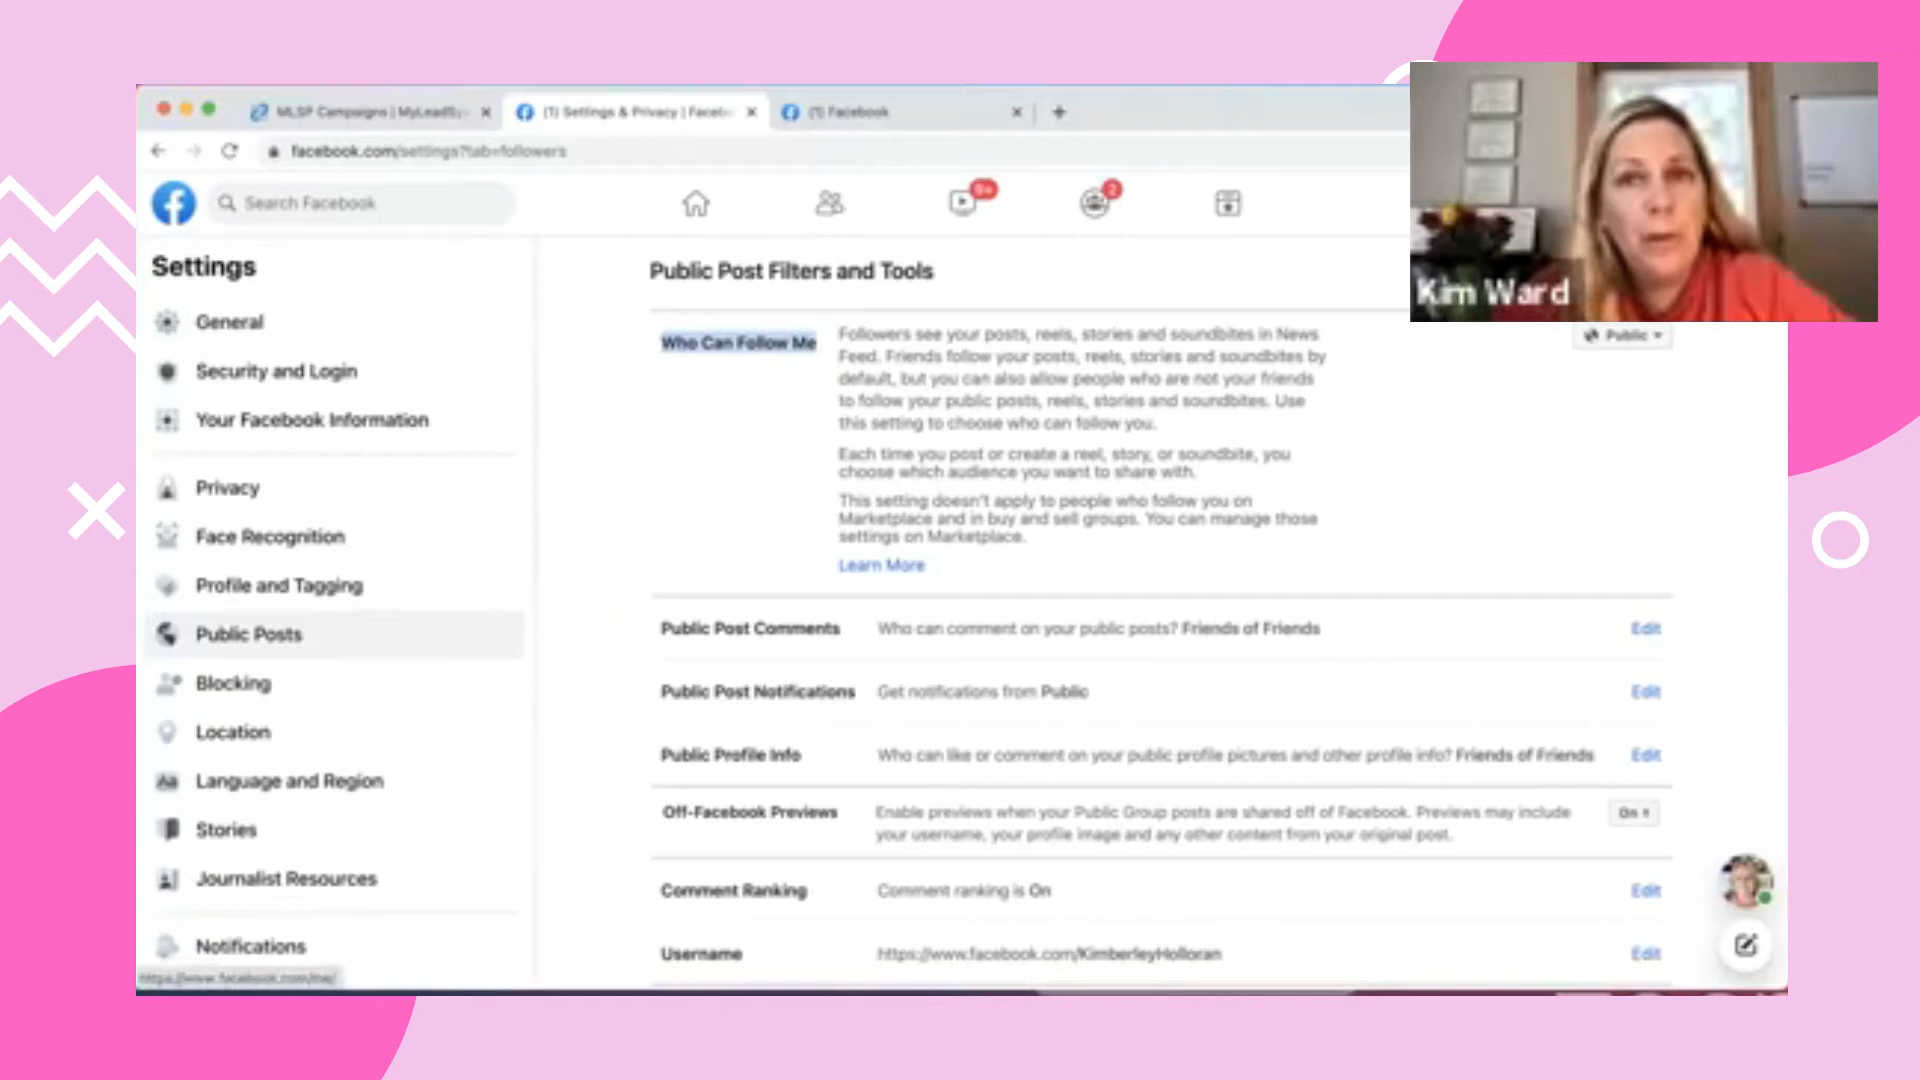 MLSP Campaigns | MyLeadSy
(1) Settings & Privacy | Facebo
(1) Facebook
facebook.com/settings?tab=followers
Search Facebook
9+
2
Kim Ward
Settings
General
Security and Login
Your Facebook Information
Privacy
Face Recognition
Profile and Tagging
Public Posts
Blocking
Location
Aa Language and Region
Stories
Journalist Resources
Notifications
https://www.facebook.com/me/
Public Post Filters and Tools
Who Can Follow Me
Followers see your posts, reels, stories and soundbites in News
Feed. Friends follow your posts, reels, stories and soundbites by
default, but you can also allow people who are not your friends
to follow your public posts, reels, stories and soundbites. Use
this setting to choose who can follow you.
Each time you post or create a reel, story, or soundbite, you
choose which audience you want to share with.
This setting doesn't apply to people who follow you on
Marketplace and in buy and sell groups. You can manage those
settings on Marketplace.
Learn More
Public
Public Post Comments Who can comment on your public posts? Friends of Friends Edit
Public Post Notifications Get notifications from Public Edit
Public Profile Info Who can like or comment on your public profile pictures and other profile info? Friends of Friends Edit
Off-Facebook Previews Enable previews when your Public Group posts are shared off of Facebook. Previews may include
your username, your profile image and any other content from your original post.
On
Comment Ranking Comment ranking is On Edit
Username https://www.facebook.com/KimberleyHolloran Edit